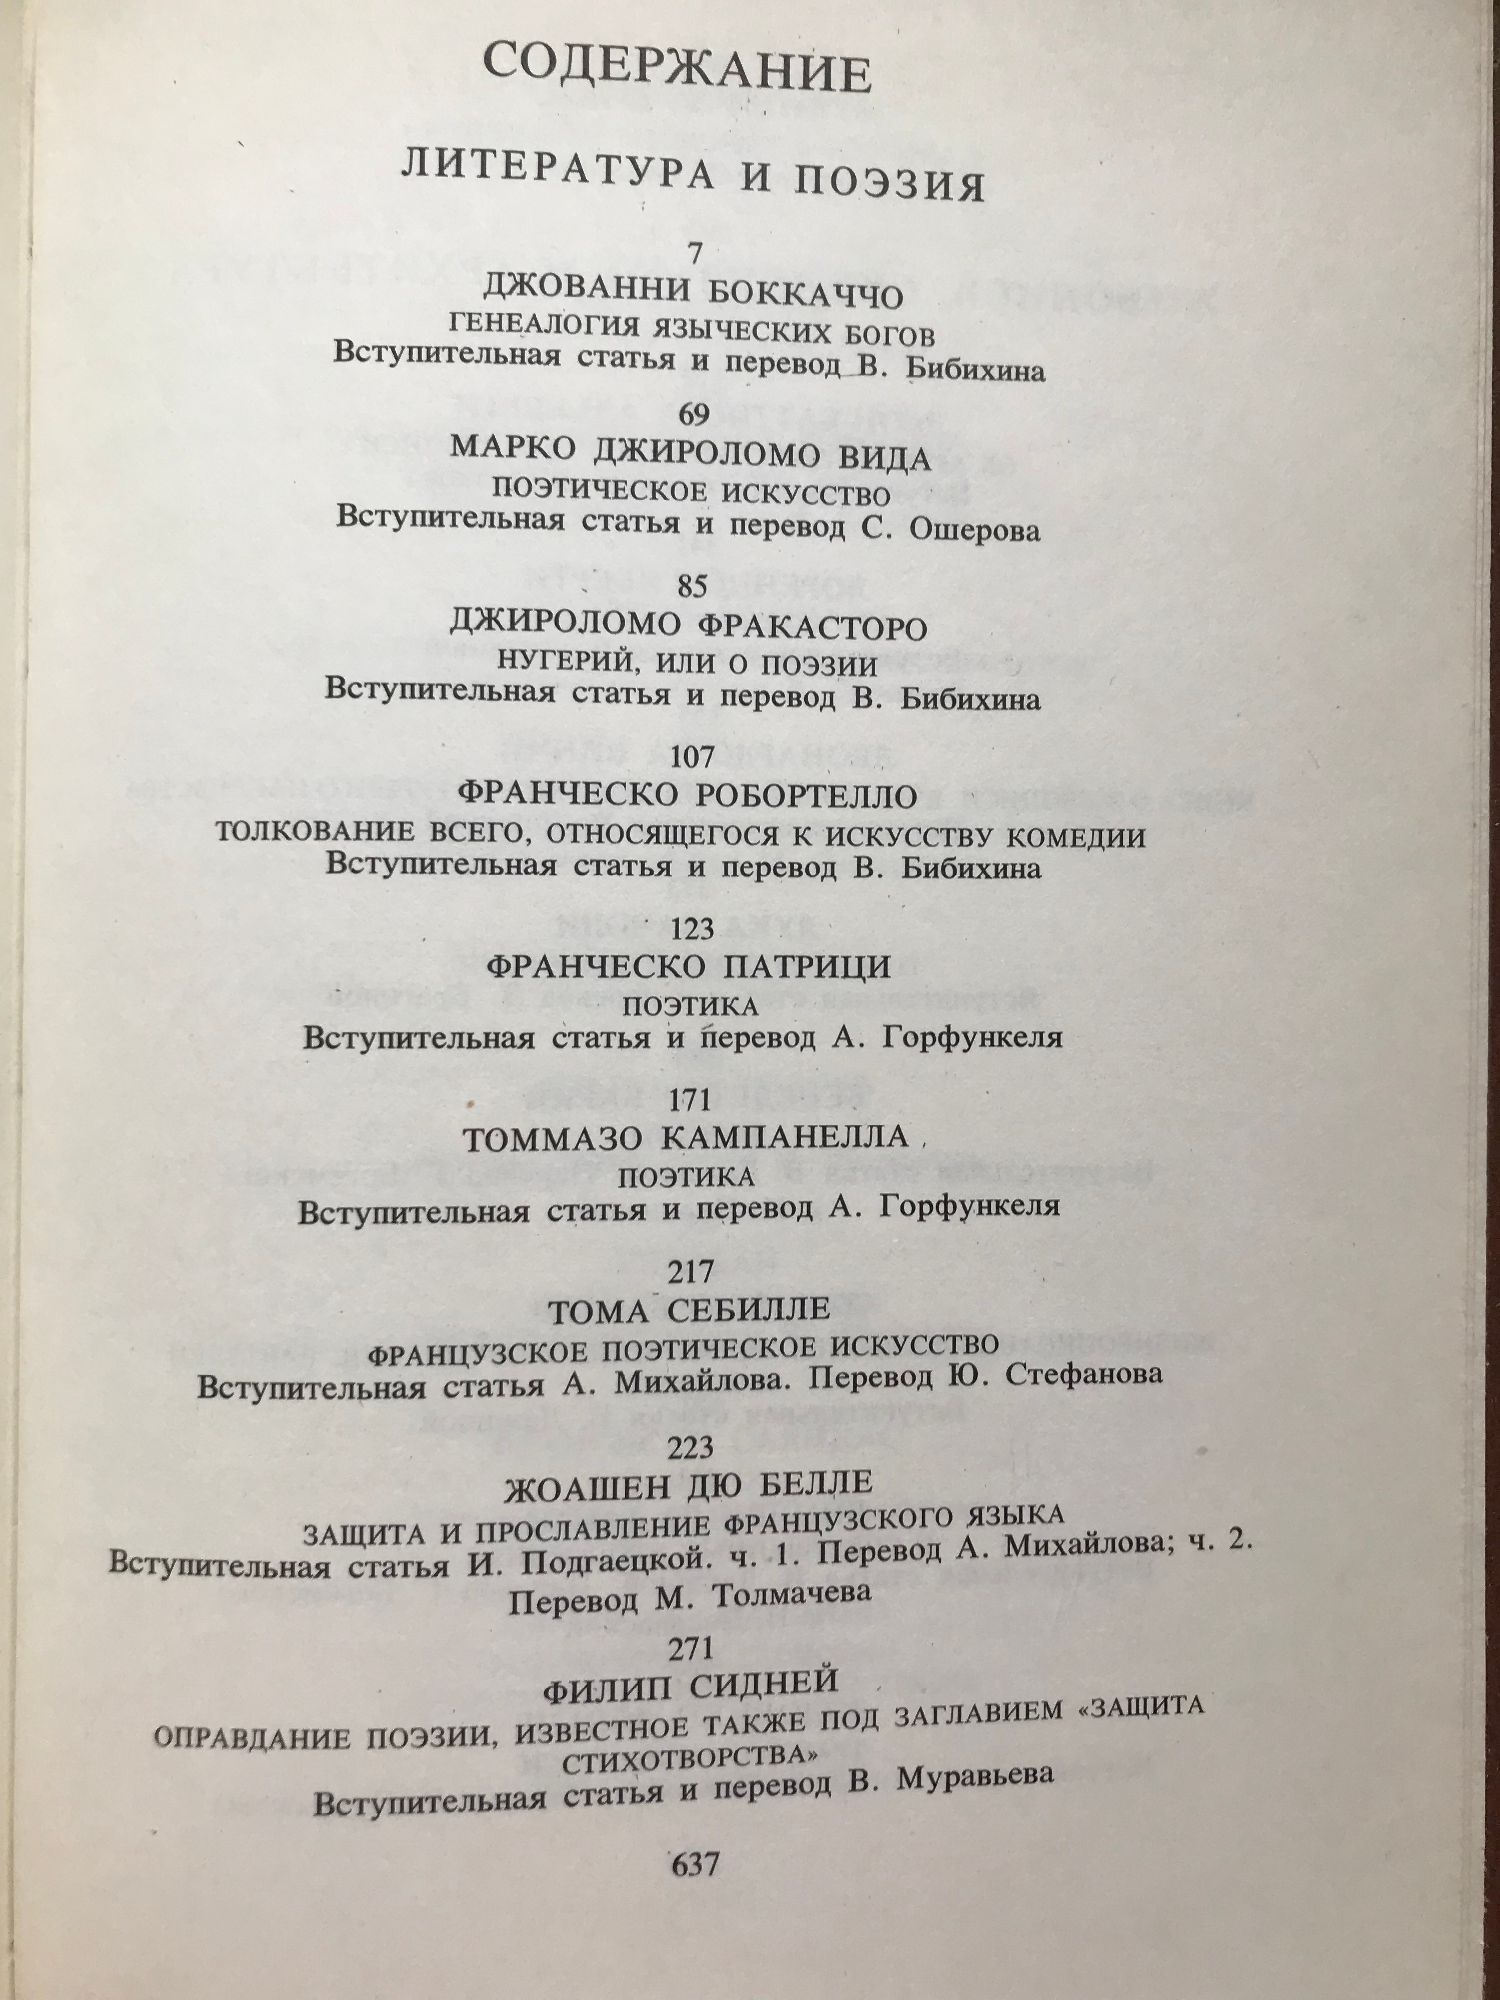 СОДЕРЖАНИЕ
ЛИТЕРАТУРА И ПОЭЗИЯ
7
ДЖОВАННИ БОККАЧЧО
ГЕНЕАЛОГИЯ ЯЗЫЧЕСКИХ БОГОВ
Вступительная статья и перевод В. Бибихина
69
МАРКО ДЖИРОЛОМО ВИДА
ПОЭТИЧЕСКОЕ ИСКУССТВО
Вступительная статья и перевод С. Ошерова
85
ДЖИРОЛОМО ФРАКАСТОРО
НУГЕРИЙ, ИЛИ О ПОЭЗИИ
Вступительная статья и перевод В. Бибихина
107
ФРАНЧЕСКО РОБОРТЕЛЛО
ТОЛКОВАНИЕ ВСЕГО, ОТНОСЯЩЕГОСЯ К ИСКУССТВУ КОМЕДИИ
Вступительная статья и перевод В. Бибихина
123
ФРАНЧЕСКО ПАТРИЦИ
ПОЭТИКА
Вступительная статья и перевод А. Горфункеля
171
ТОММАЗО КАМПАНЕЛЛА
ПОЭТИКА
Вступительная статья и перевод А. Горфункеля
217
ТОМА СЕБИЛЛЕ
ФРАНЦУЗСКОЕ ПОЭТИЧЕСКОЕ ИСКУССТВО
Вступительная статья А. Михайлова. Перевод Ю. Стефанова
223
ЖОАШЕН ДЮ БЕЛЛЕ
ЗАЩИТА И ПРОСЛАВЛЕНИЕ ФРАНЦУЗСКОГО ЯЗЫКА
Вступительная статья И. Подгаецкой. ч. 1. Перевод А. Михайлова; ч. 2.
Перевод М. Толмачева
271
ФИЛИП СИДНЕЙ
ОПРАВДАНИЕ ПОЭЗИИ, ИЗВЕСТНОЕ ТАКЖЕ ПОД ЗАГЛАВИЕМ «ЗАЩИТА
СТИХОТВОРСТВА»
Вступительная статья и перевод В. Муравьева
637